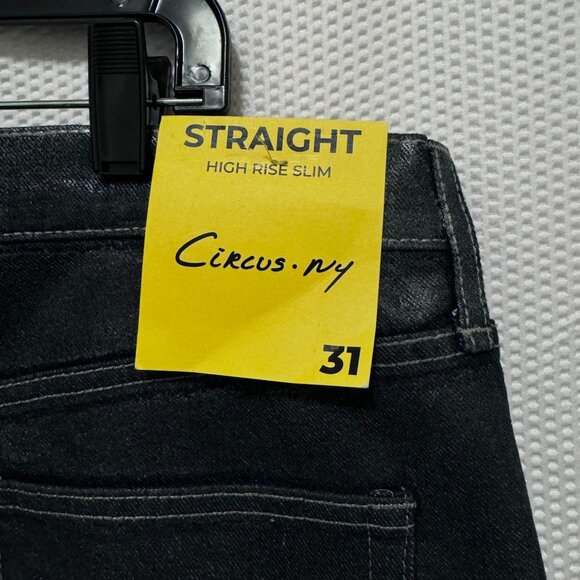 STRAIGHT
HIGH RISE SLIM
Circus·NY
31